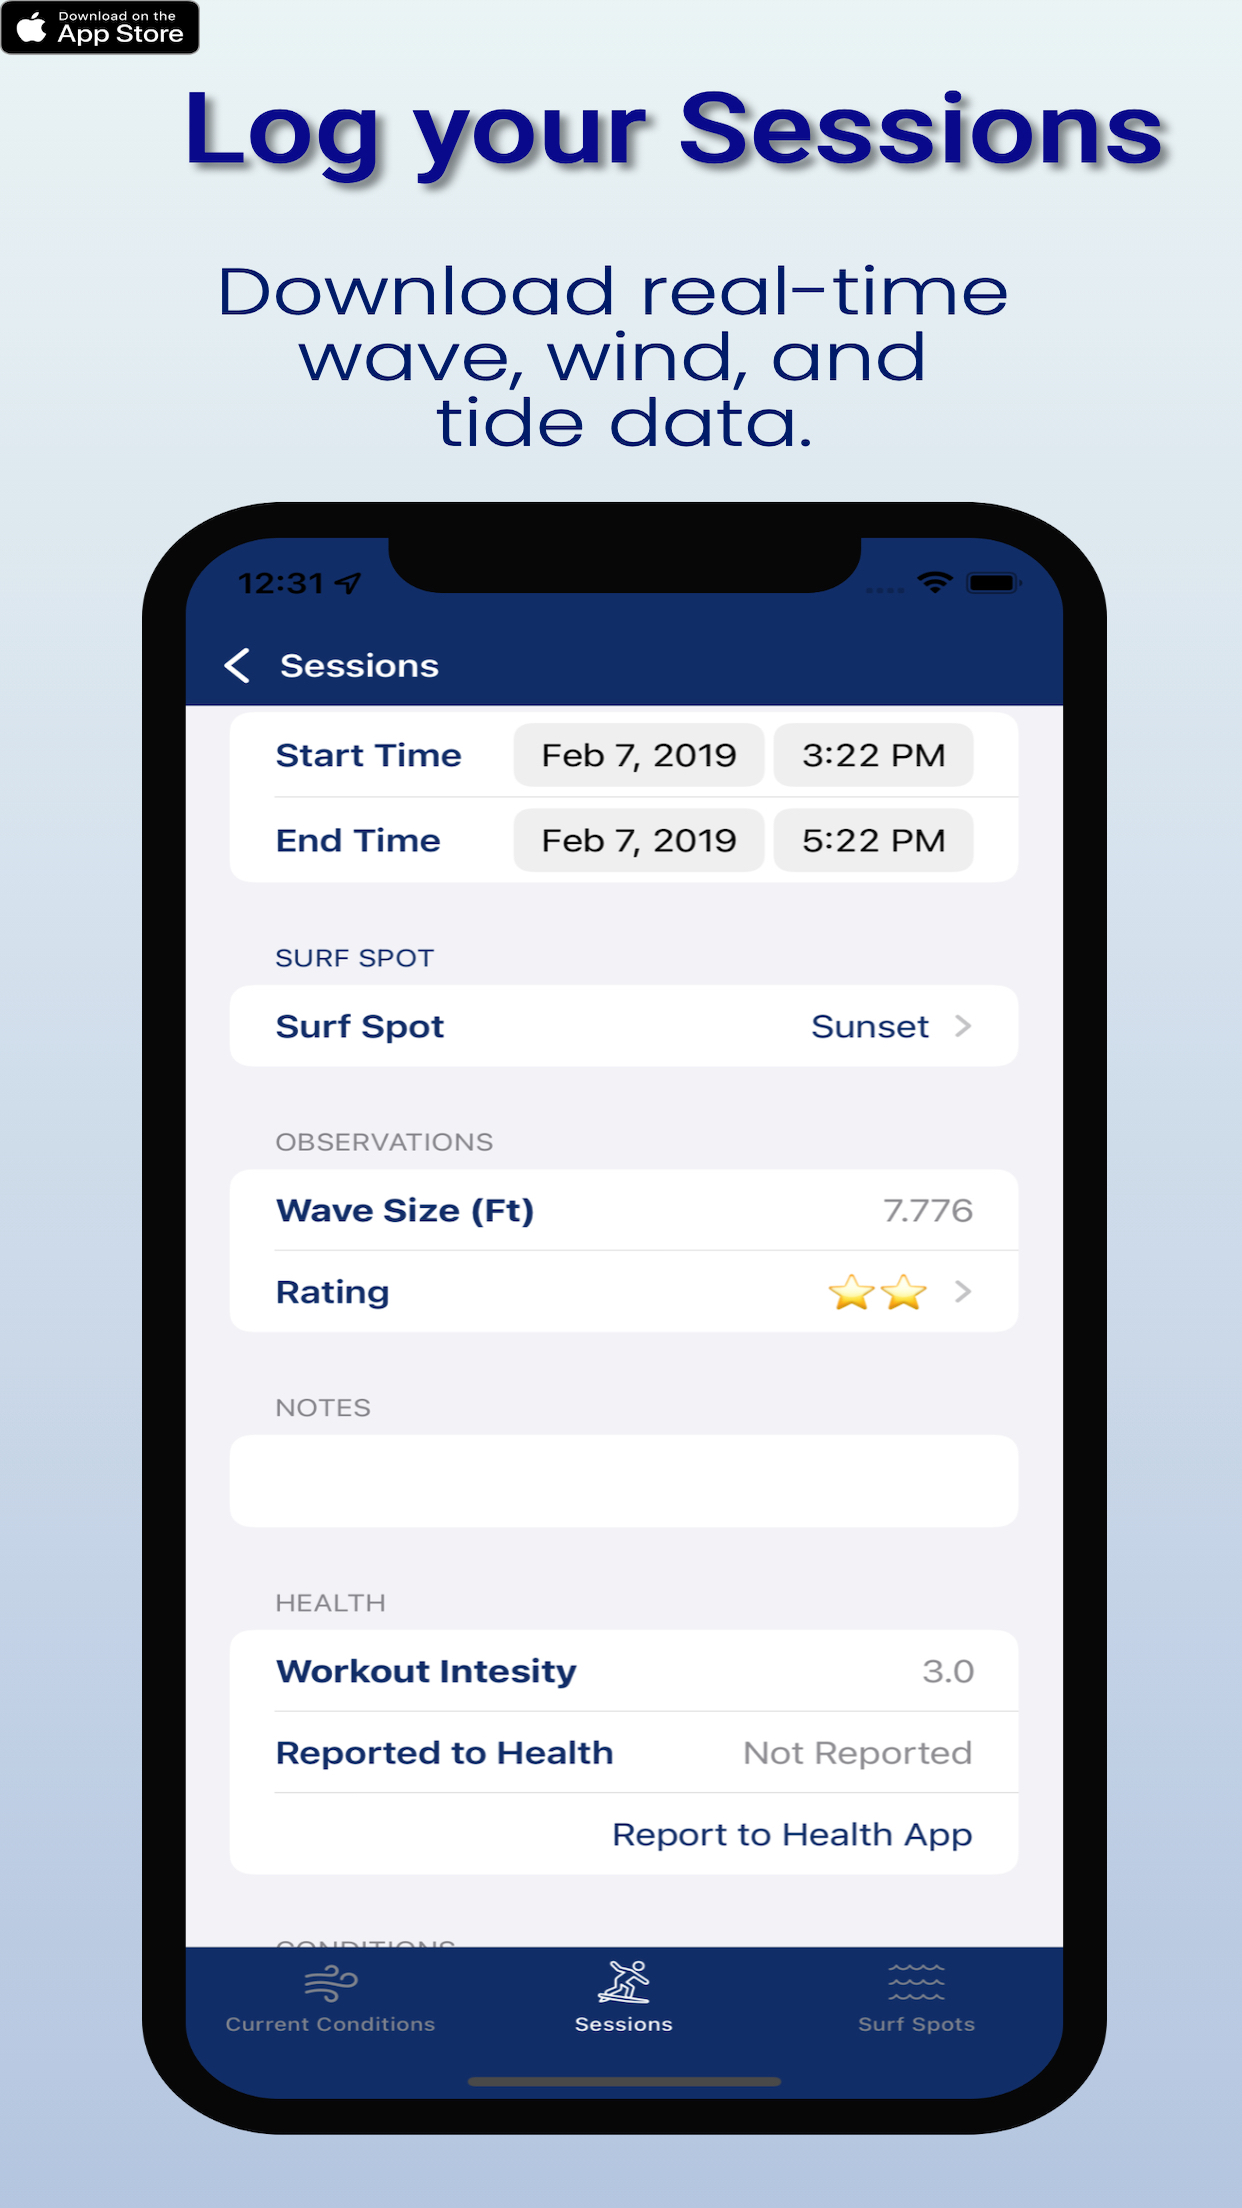 Download on the
App Store
Log your Sessions
Download real-time
wave, wind, and
tide data.
12:31
Sessions
Start Time Feb 7, 2019 3:22 PM
End Time Feb 7, 2019 5:22 PM
SURF SPOT
Surf Spot Sunset
OBSERVATIONS
Wave Size (Ft) 7.776
Rating
NOTES
HEALTH
Workout Intesity 3.0
Reported to Health Not Reported
Report to Health App
CONDITIONS
Current Conditions Sessions Surf Spots